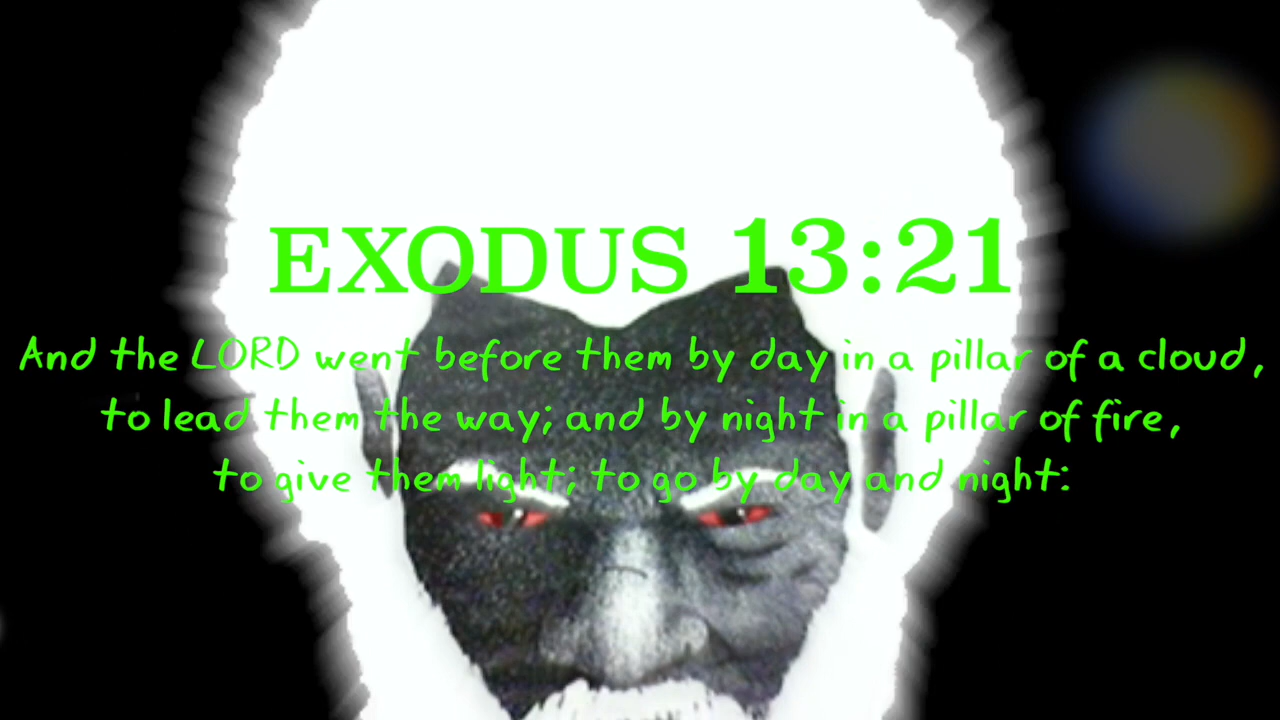 EXODUS 13:21
And the LORD went before them by day in a pillar of a cloud,
to lead them the way; and by night in a pillar of fire,
to give them light; to go by day and night: